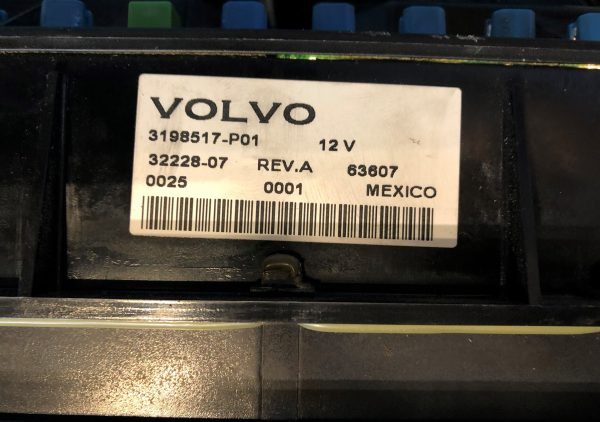 VOLVO
3198517-P01 12 V
32228-07 REV.A 63607
0025 0001 MEXICO